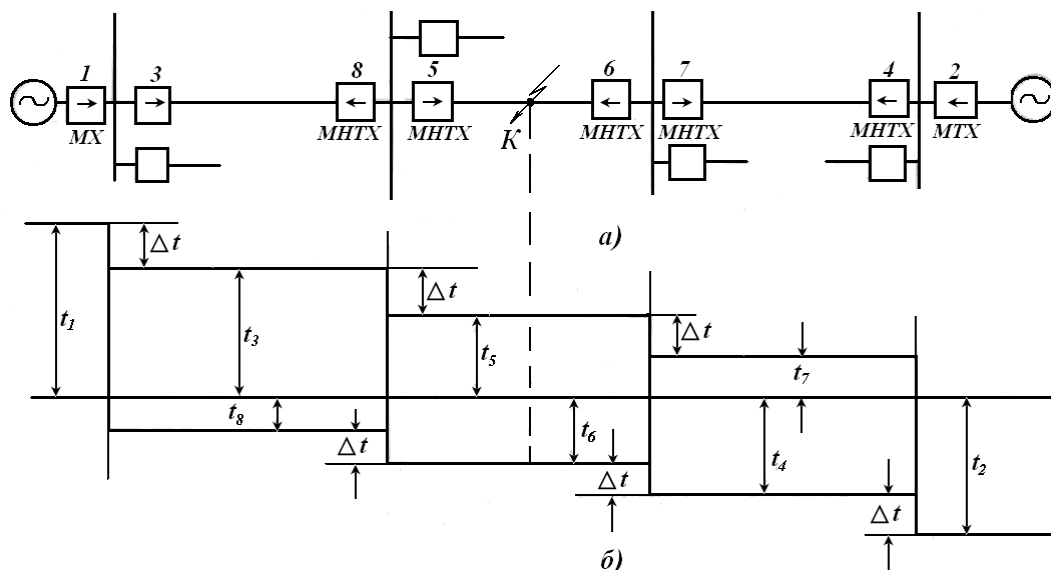 1 3 8 5 6 7 4 2
МХ МНТХ МНТХ К МНТХ МНТХ МНТХ МТХ
а)
Δt
Δt
t₁ t₃ t₅ Δt t₇
t₈ t₆ t₄ t₂
Δt Δt Δt
б)